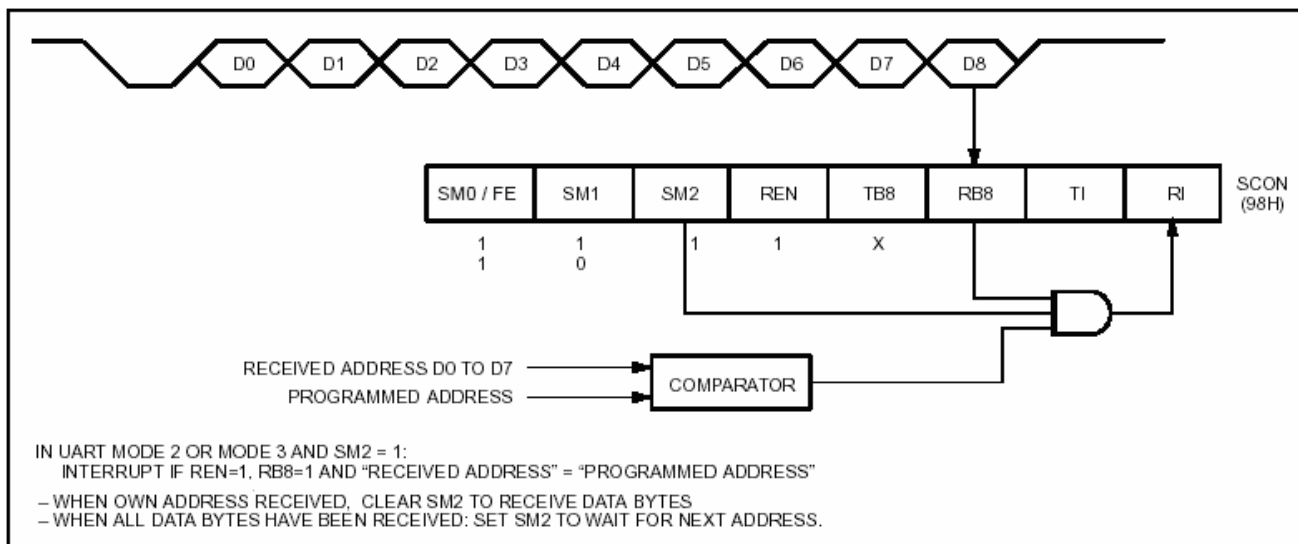 D0 D1 D2 D3 D4 D5 D6 D7 D8
SM0 / FE SM1 SM2 REN TB8 RB8 TI RI
SCON
(98H)
1 1 1 1 X
1 0
RECEIVED ADDRESS D0 TO D7
PROGRAMMED ADDRESS
COMPARATOR
IN UART MODE 2 OR MODE 3 AND SM2 = 1:
INTERRUPT IF REN=1, RB8=1 AND “RECEIVED ADDRESS” = “PROGRAMMED ADDRESS”
– WHEN OWN ADDRESS RECEIVED, CLEAR SM2 TO RECEIVE DATA BYTES
– WHEN ALL DATA BYTES HAVE BEEN RECEIVED: SET SM2 TO WAIT FOR NEXT ADDRESS.